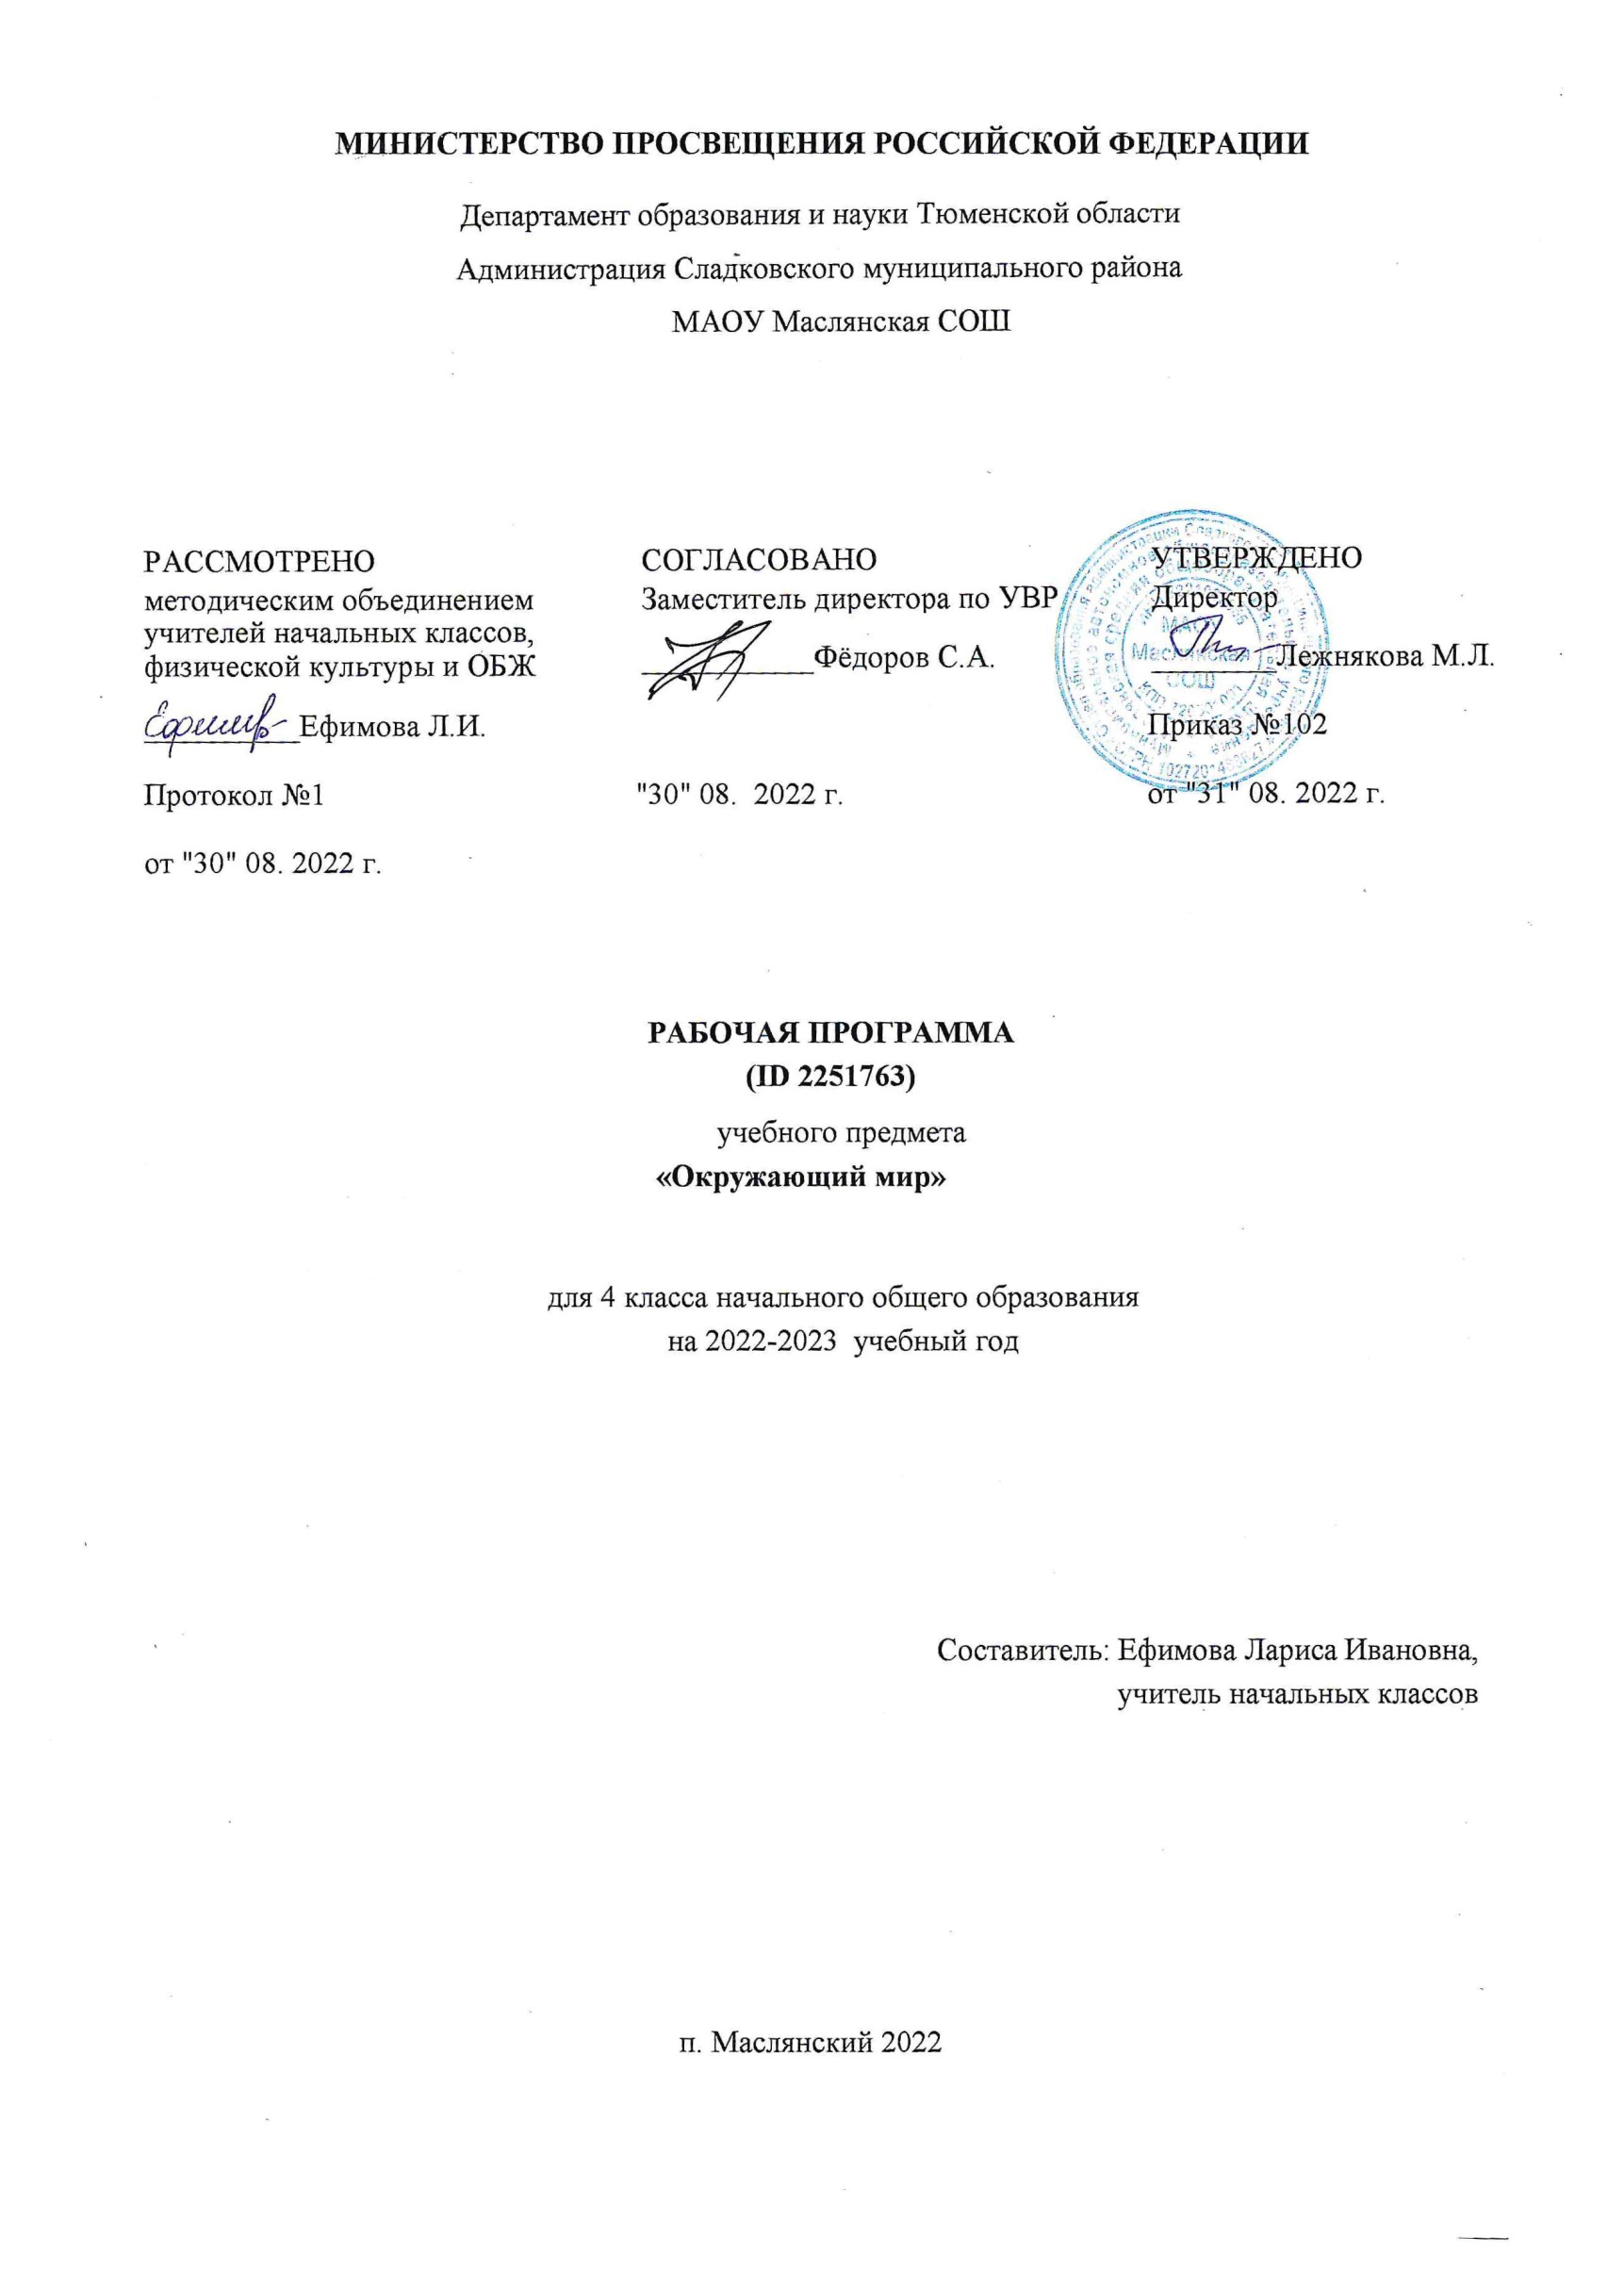 МИНИСТЕРСТВО ПРОСВЕЩЕНИЯ РОССИЙСКОЙ ФЕДЕРАЦИИ
Департамент образования и науки Тюменской области
Администрация Сладковского муниципального района
МАОУ Маслянская СОШ
РАССМОТРЕНО
методическим объединением
учителей начальных классов,
физической культуры и ОБЖ
Ефимова Л.И.
Протокол №1
от "30" 08. 2022 г.
СОГЛАСОВАНО
Заместитель директора по УВР
Фёдоров С.А.
"30" 08. 2022 г.
УТВЕРЖДЕНО
Директор
Лежнякова М.Л.
Приказ №102
от "31" 08. 2022 г.
МАОУ
Маслянская
СОШ
РАБОЧАЯ ПРОГРАММА
(ID 2251763)
учебного предмета
«Окружающий мир»
для 4 класса начального общего образования
на 2022-2023 учебный год
Составитель: Ефимова Лариса Ивановна,
учитель начальных классов
п. Маслянский 2022